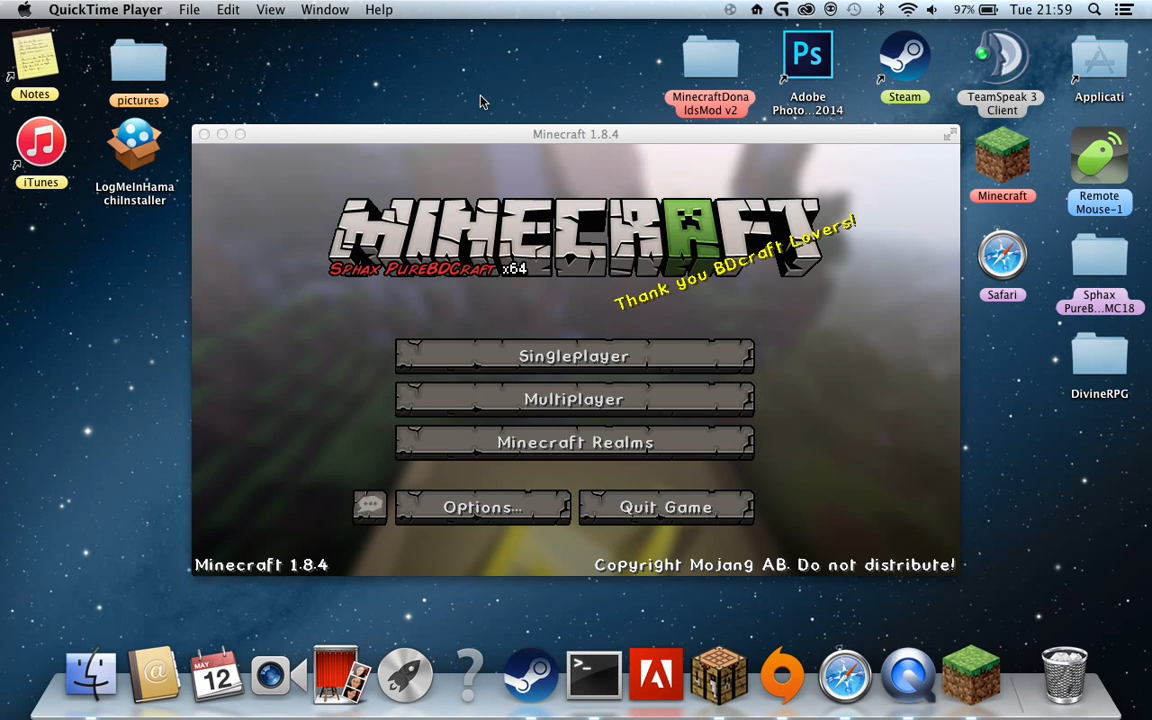 QuickTime Player File Edit View Window Help 97% Tue 21:59
Notes
pictures
iTunes
LogMeInHama
chiInstaller
MinecraftDona
ldsMod v2
Ps
Adobe
Photo...2014
Steam
TeamSpeak 3
Client
Applicati
Minecraft
Remote
Mouse-1
Safari
Sphax
PureB...MC18
DivineRPG
Minecraft 1.8.4
MINECRAFT
Sphax PureBDCraft x64
Thank you BDcraft Lovers!
Singleplayer
Multiplayer
Minecraft Realms
Options... Quit Game
Minecraft 1.8.4 Copyright Mojang AB. Do not distribute!
MAY
12